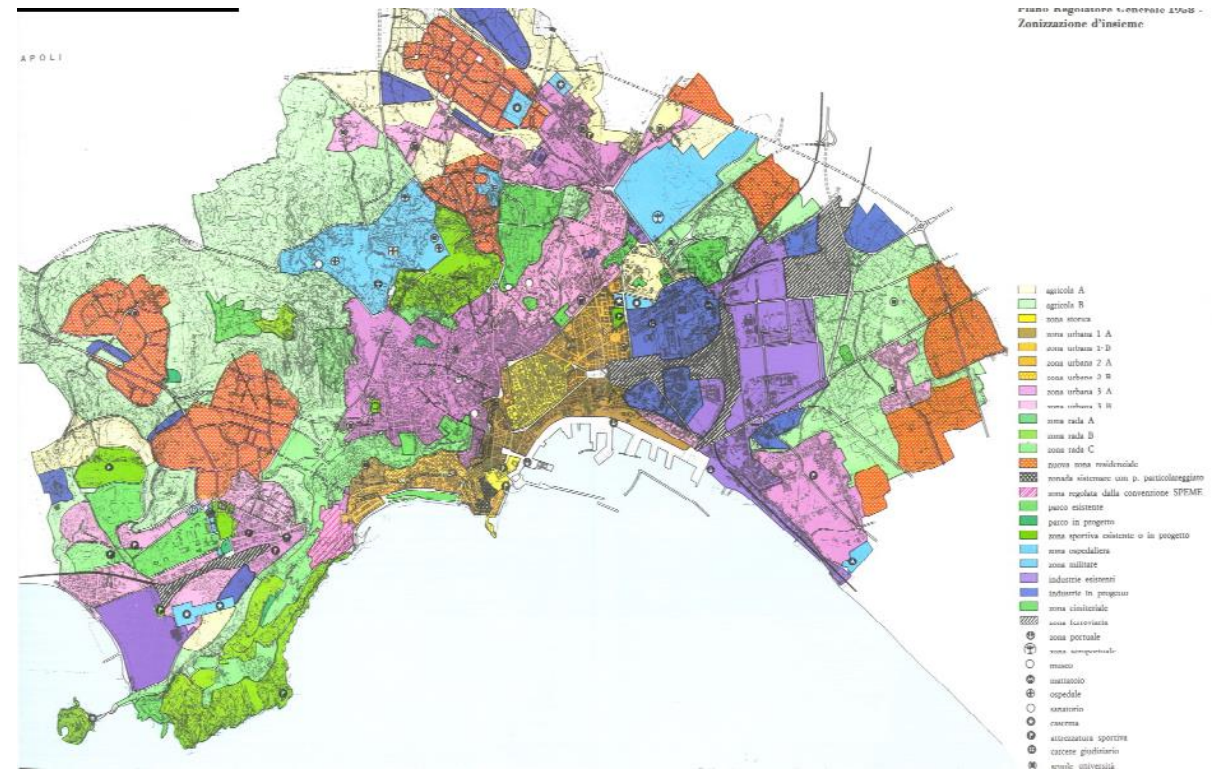 Piano Regolatore Generale 1958 -
Zonizzazione d'insieme
APOLI
agricola A
agricola B
zona storica
zona urbana 1 A
zona urbana 1-B
zona urbana 2 A
zona urbana 2 B
zona urbana 3 A
zona urbana 3 B
zona rada A
zona rada B
zona rada C
nuova zona residenziale
zonada sistemare con p. particolareggiato
zona regolata dalla convenzione SPEME
parco esistente
parco in progetto
zona sportiva esistente o in progetto
zona ospedaliera
zona militare
industrie esistenti
industrie in progetto
zona cimiteriale
zona ferroviaria
zona portuale
zona aeroportuale
museo
mattatoio
ospedale
sanatorio
caserma
attrezzatura sportiva
carcere giudiziario
scuole università